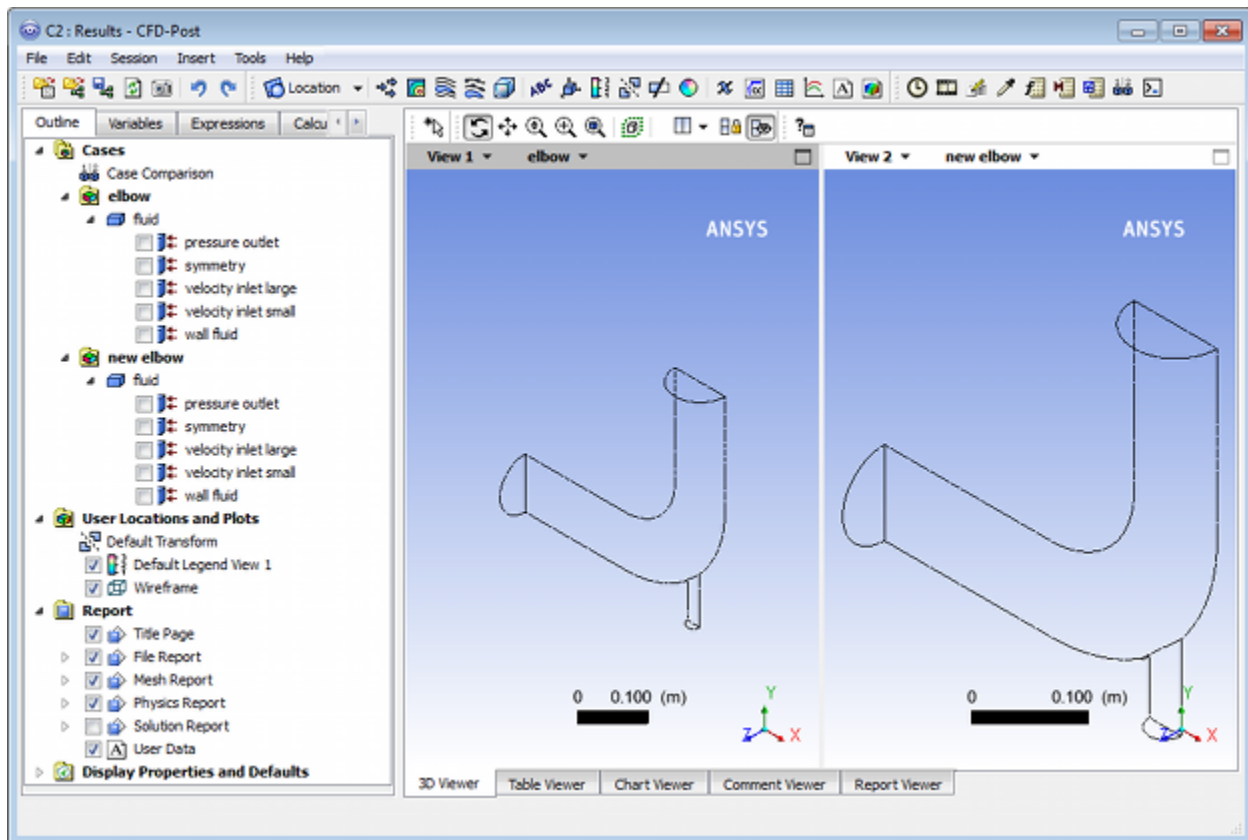 C2 : Results - CFD-Post
File Edit Session Insert Tools Help
Location
Outline Variables Expressions Calcu
Cases
Case Comparison
elbow
fluid
pressure outlet
symmetry
velocity inlet large
velocity inlet small
wall fluid
new elbow
fluid
pressure outlet
symmetry
velocity inlet large
velocity inlet small
wall fluid
User Locations and Plots
Default Transform
Default Legend View 1
Wireframe
Report
Title Page
File Report
Mesh Report
Physics Report
Solution Report
User Data
Display Properties and Defaults
View 1 elbow
ANSYS
0 0.100 (m)
Y
Z X
View 2 new elbow
ANSYS
0 0.100 (m)
Y
Z X
3D Viewer Table Viewer Chart Viewer Comment Viewer Report Viewer